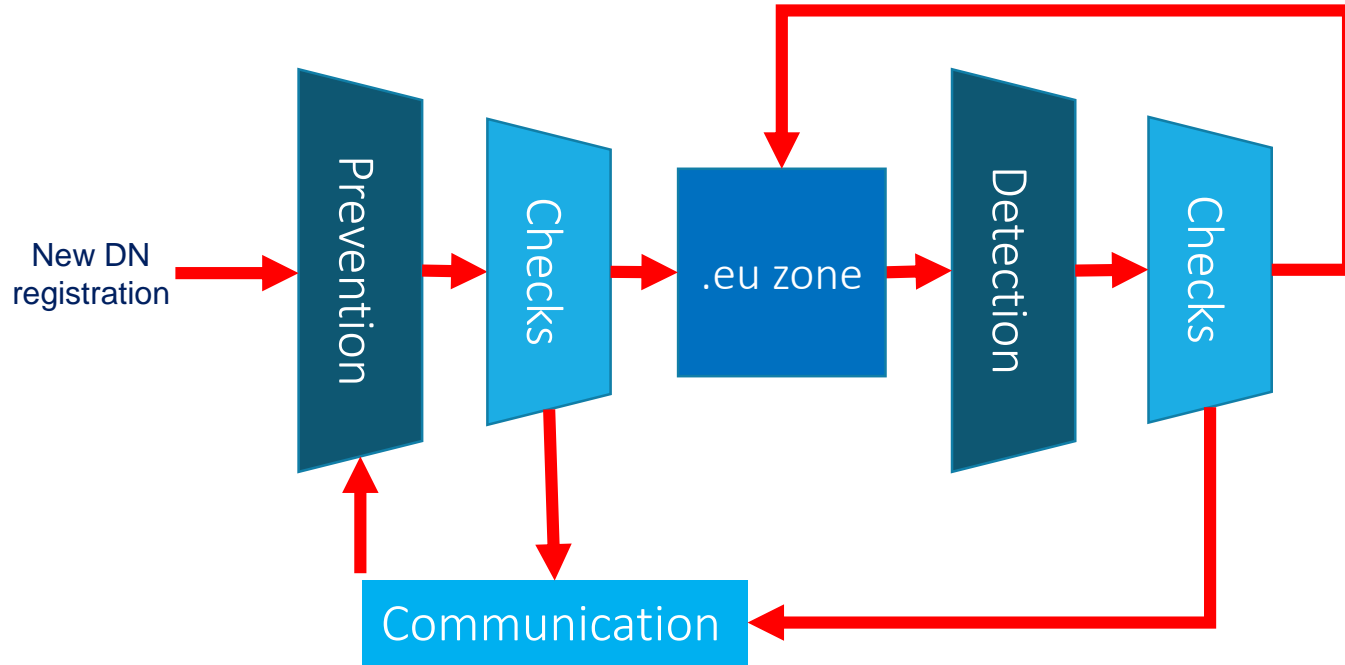 New DN
registration
Prevention
Checks
.eu zone
Detection
Checks
Communication